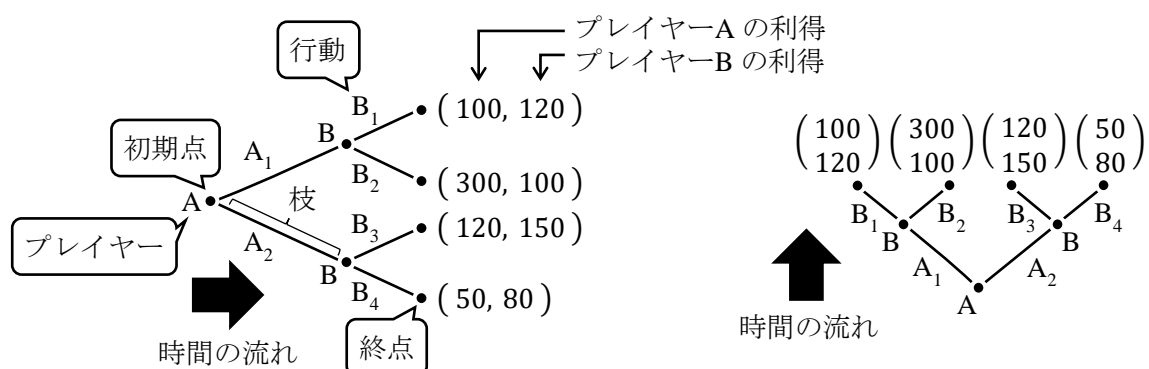 プレイヤーA の利得
プレイヤーB の利得
行動
B1
( 100, 120 )
B
初期点
A1
B2
( 300, 100 )
A
枝
B3
( 120, 150 )
プレイヤー
A2
B
B4
( 50, 80 )
時間の流れ
終点
( 100 120 ) ( 300 100 ) ( 120 150 ) ( 50 80 )
B1 B2 B3 B4
B B
A1 A2
A
時間の流れ